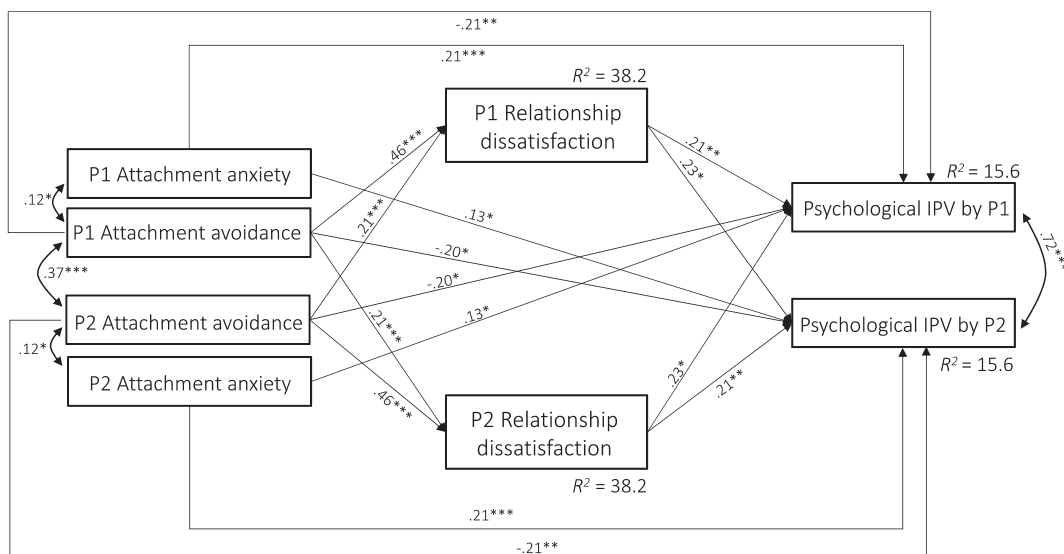 -.21**
.21***
R² = 38.2
P1 Relationship
dissatisfaction
.46***
.21**
.23*
P1 Attachment anxiety
R² = 15.6
.12*
P1 Attachment avoidance
.21***
.13*
Psychological IPV by P1
.37***
-.20*
-.20*
.72***
P2 Attachment avoidance
.13*
Psychological IPV by P2
.12*
.21***
P2 Attachment anxiety
.23*
R² = 15.6
.46***
.21**
P2 Relationship
dissatisfaction
R² = 38.2
.21***
-.21**